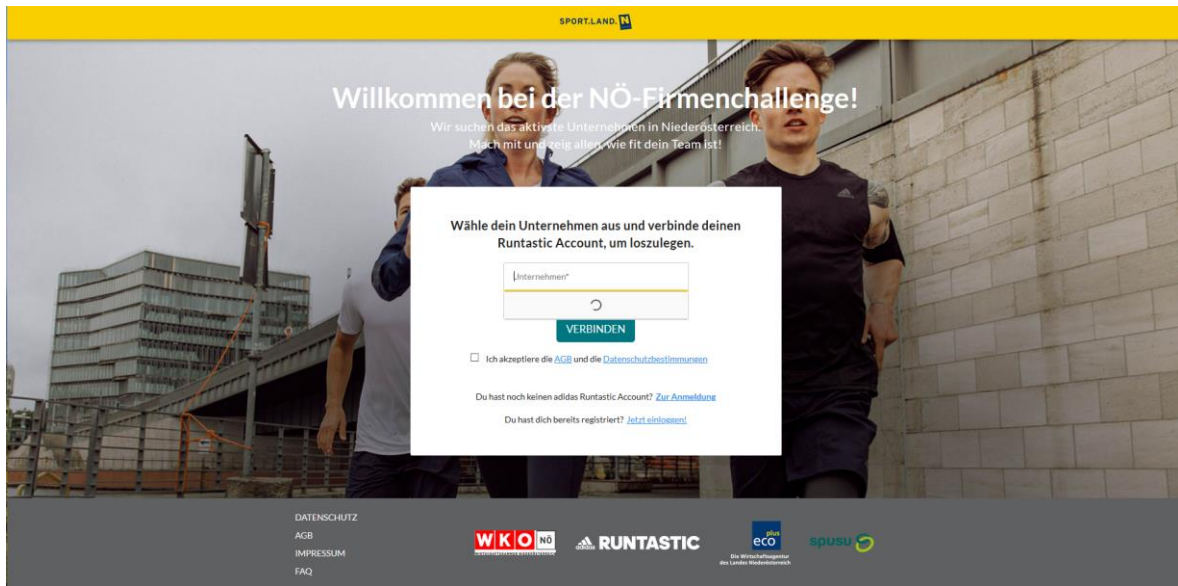 SPORT.LAND. N
Willkommen bei der NÖ-Firmenchallenge!
Wir suchen das aktivste Unternehmen in Niederösterreich.
Mach mit und zeig allen, wie fit dein Team ist!
Wähle dein Unternehmen aus und verbinde deinen
Runtastic Account, um loszulegen.
Unternehmen*
VERBINDEN
Ich akzeptiere die AGB und die Datenschutzbestimmungen
Du hast noch keinen adidas Runtastic Account? Zur Anmeldung
Du hast dich bereits registriert? Jetzt einloggen!
DATENSCHUTZ
AGB
IMPRESSUM
FAQ
WKO NÖ
adidas RUNTASTIC
eco plus
Die Wirtschaftsagentur
des Landes Niederösterreich
spusu